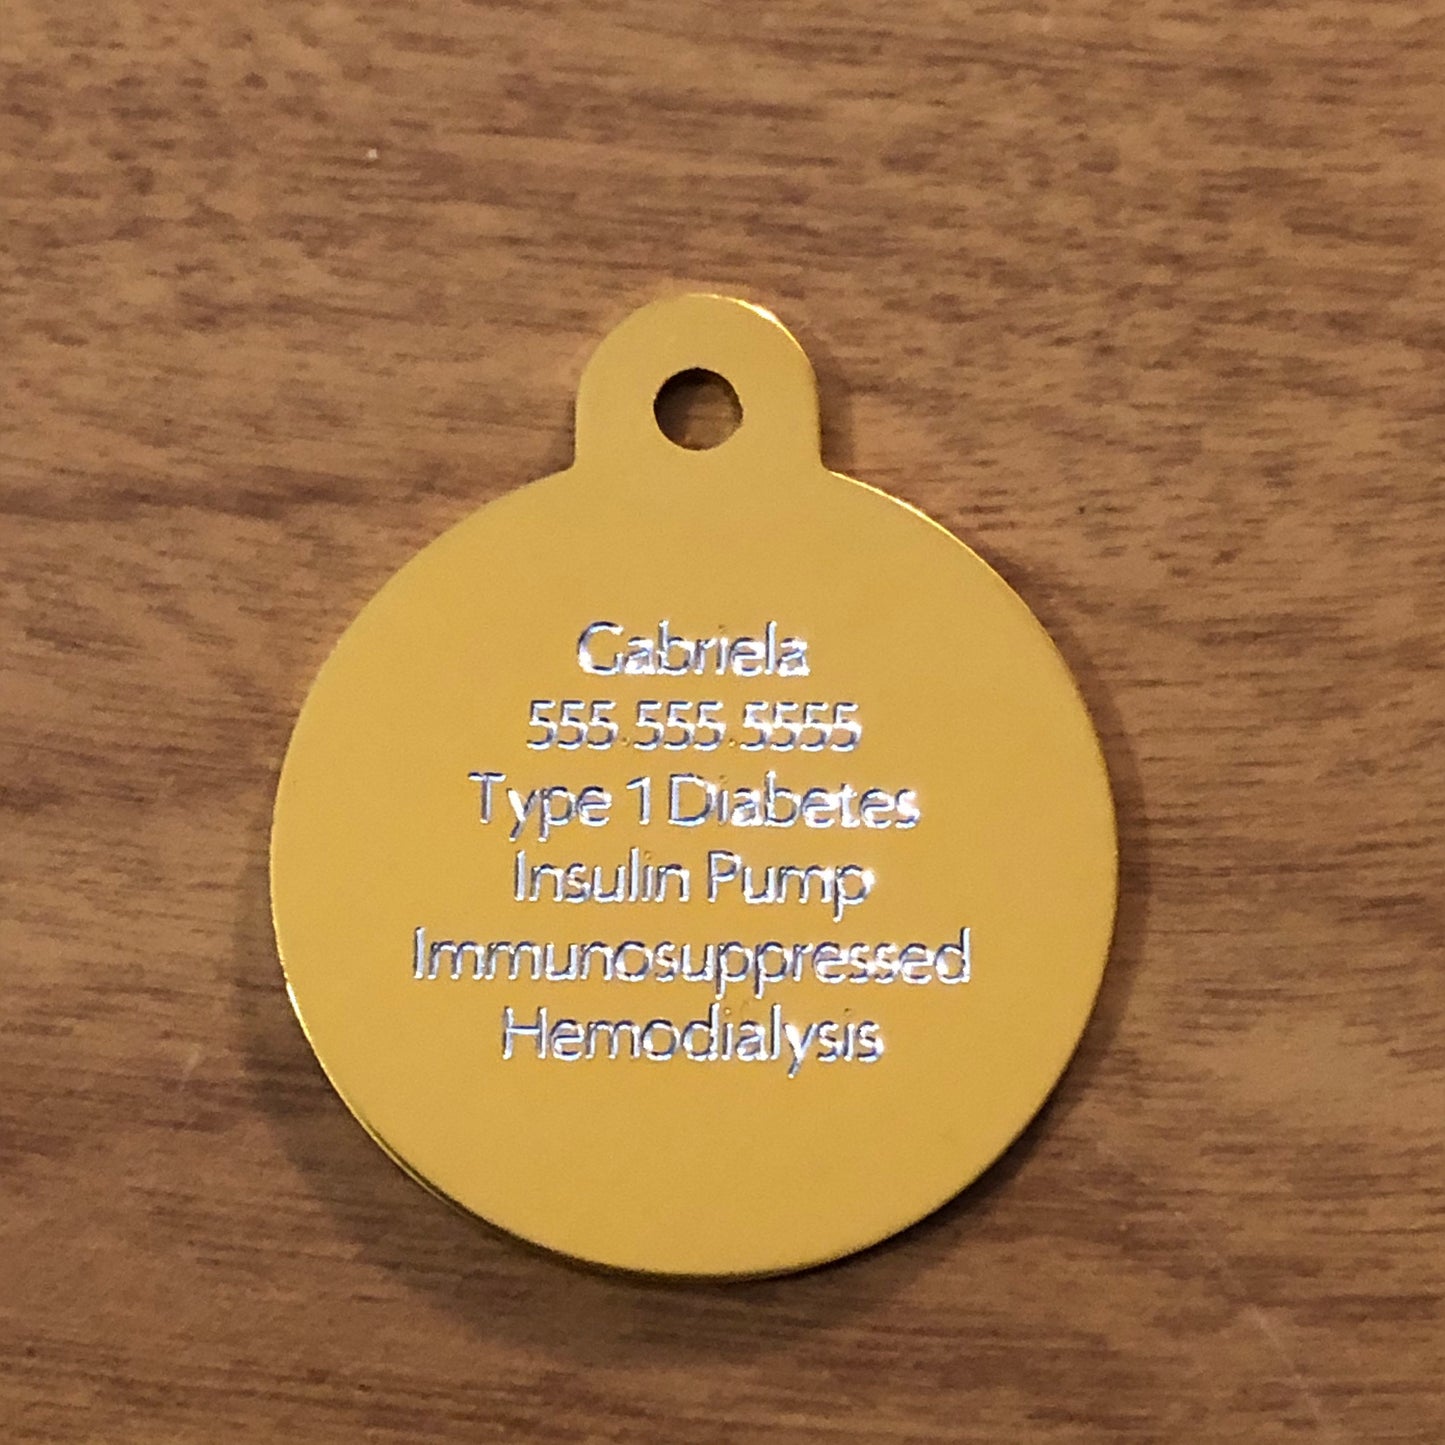 Gabriela
555.555.5555
Type 1 Diabetes
Insulin Pump
Immunosuppressed
Hemodialysis